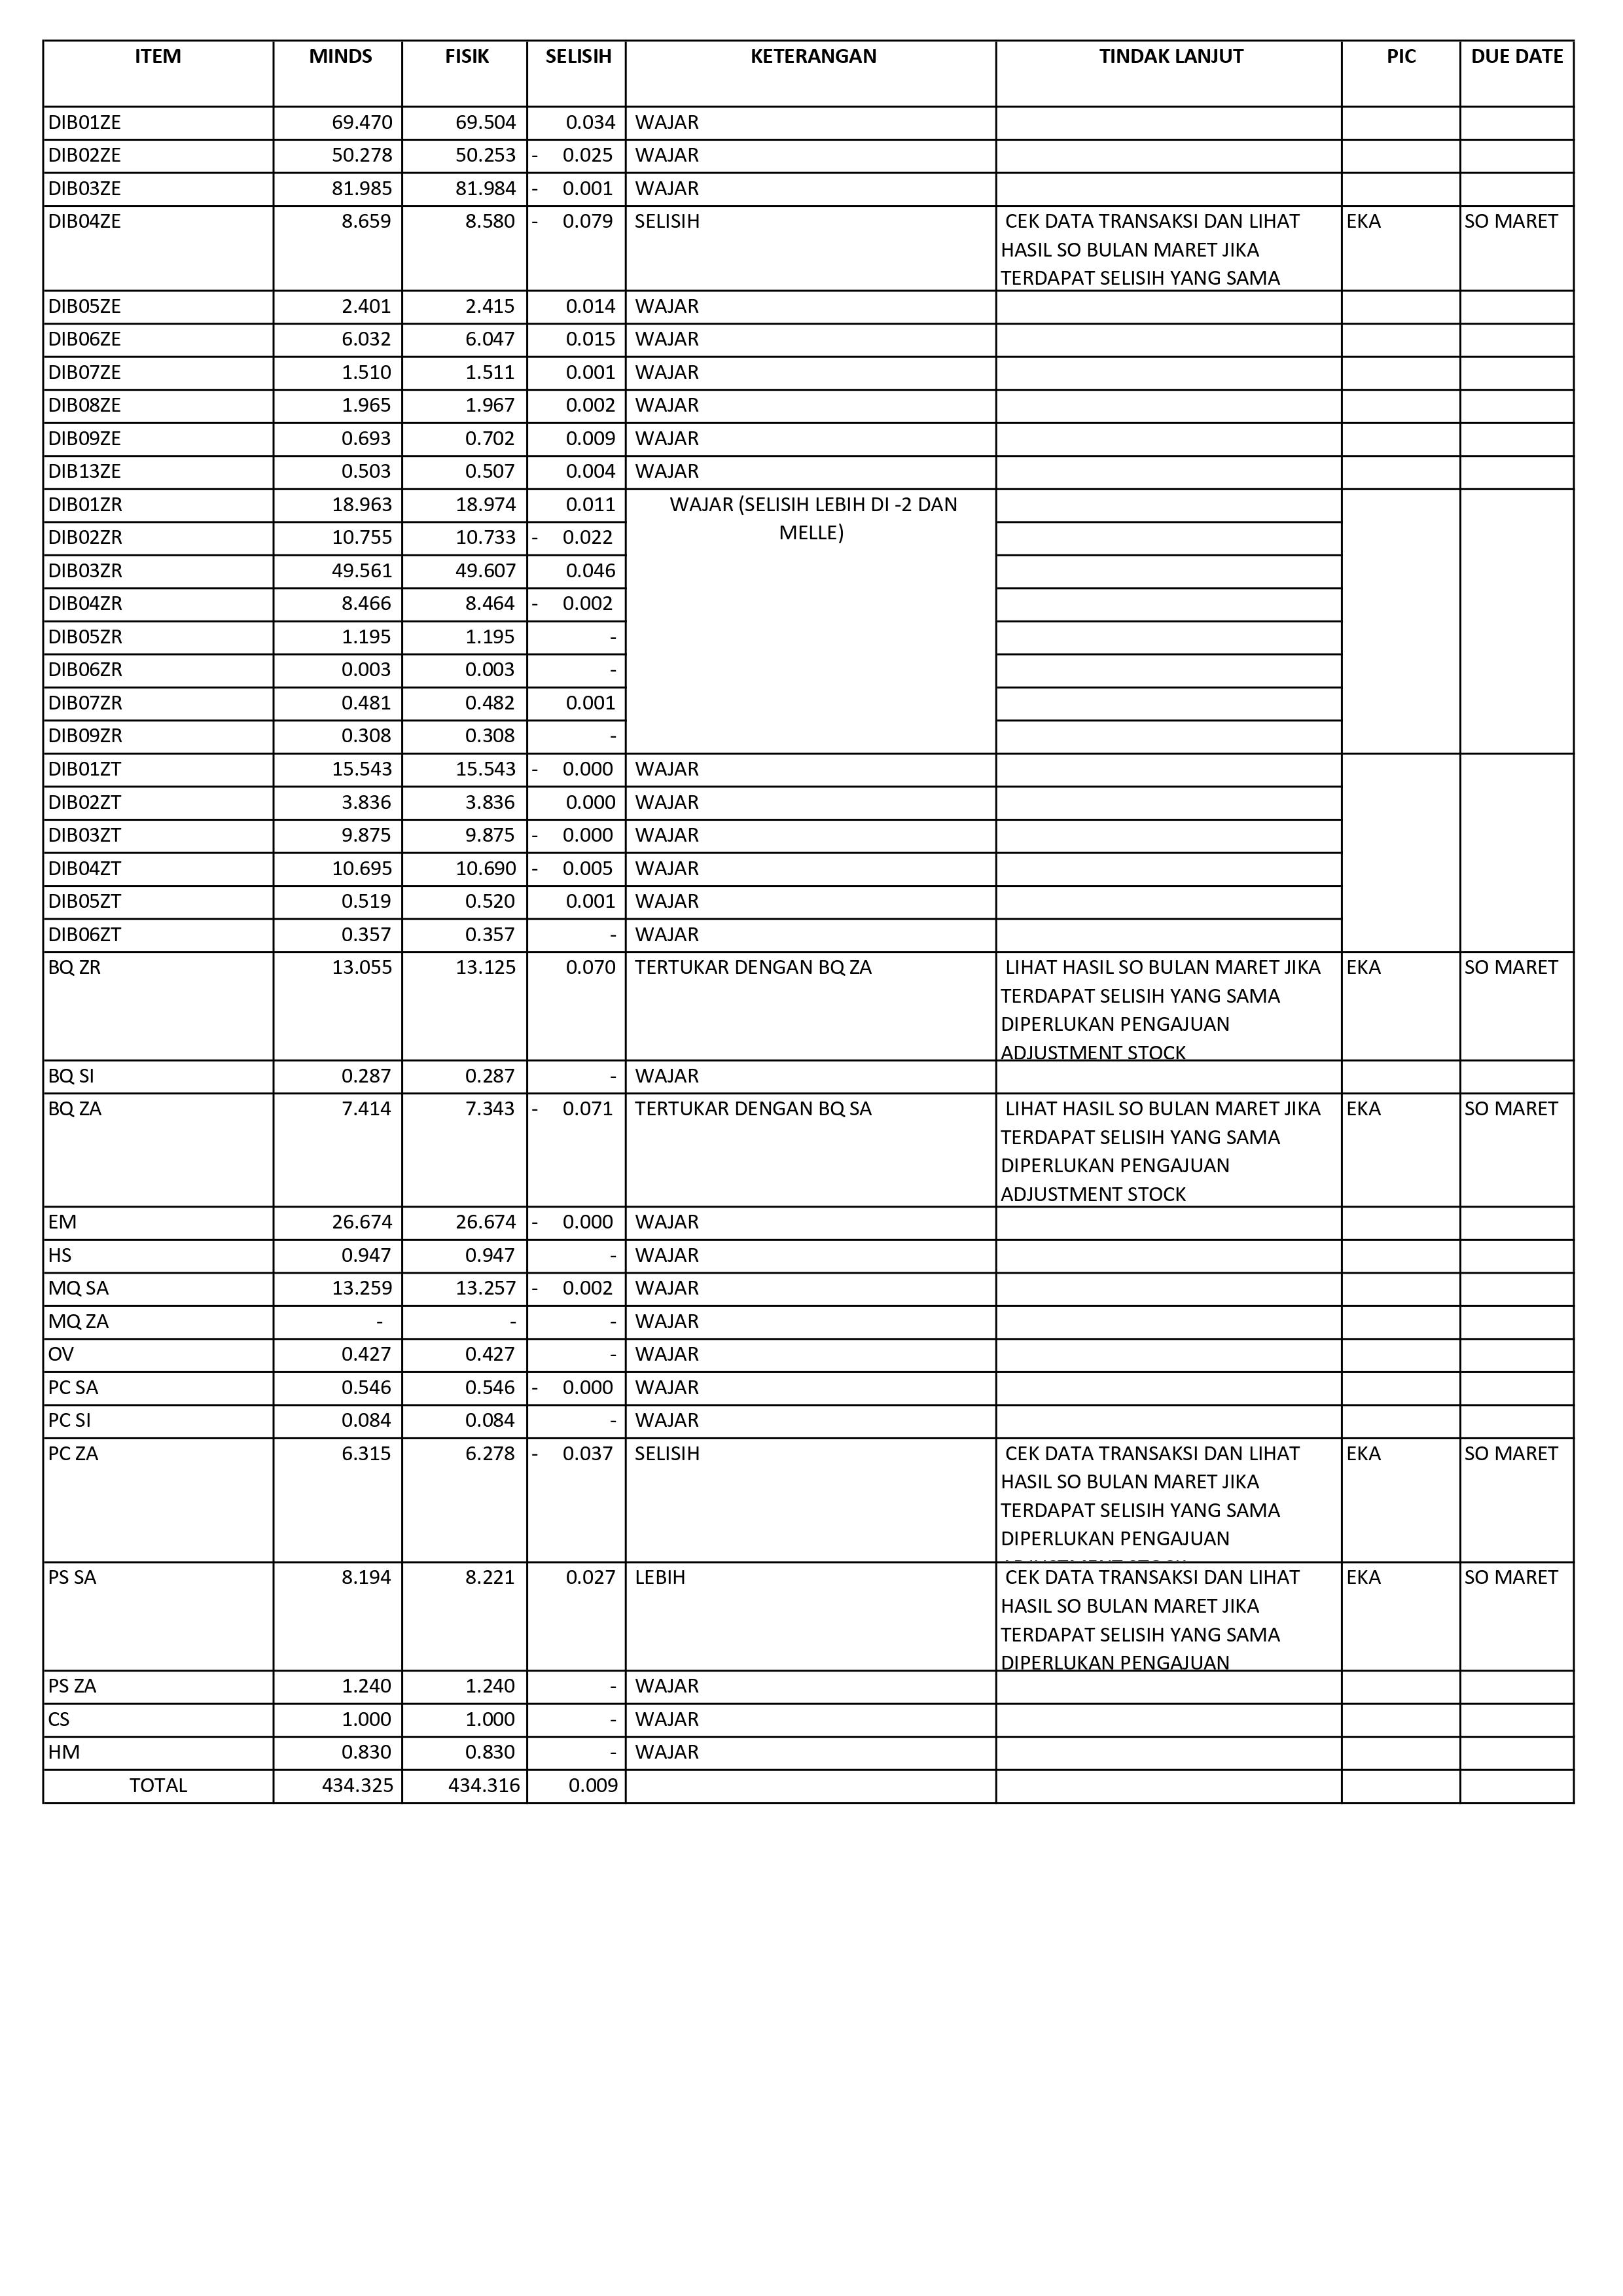 ITEM MINDS FISIK SELISIH KETERANGAN TINDAK LANJUT PIC DUE DATE
DIB01ZE 69.470 69.504 0.034 WAJAR
DIB02ZE 50.278 50.253 - 0.025 WAJAR
DIB03ZE 81.985 81.984 - 0.001 WAJAR
DIB04ZE 8.659 8.580 - 0.079 SELISIH CEK DATA TRANSAKSI DAN LIHAT EKA SO MARET
HASIL SO BULAN MARET JIKA
TERDAPAT SELISIH YANG SAMA
DIB05ZE 2.401 2.415 0.014 WAJAR
DIB06ZE 6.032 6.047 0.015 WAJAR
DIB07ZE 1.510 1.511 0.001 WAJAR
DIB08ZE 1.965 1.967 0.002 WAJAR
DIB09ZE 0.693 0.702 0.009 WAJAR
DIB13ZE 0.503 0.507 0.004 WAJAR
DIB01ZR 18.963 18.974 0.011 WAJAR (SELISIH LEBIH DI -2 DAN
MELLE)
DIB02ZR 10.755 10.733 - 0.022
DIB03ZR 49.561 49.607 0.046
DIB04ZR 8.466 8.464 - 0.002
DIB05ZR 1.195 1.195 -
DIB06ZR 0.003 0.003 -
DIB07ZR 0.481 0.482 0.001
DIB09ZR 0.308 0.308 -
DIB01ZT 15.543 15.543 - 0.000 WAJAR
DIB02ZT 3.836 3.836 0.000 WAJAR
DIB03ZT 9.875 9.875 - 0.000 WAJAR
DIB04ZT 10.695 10.690 - 0.005 WAJAR
DIB05ZT 0.519 0.520 0.001 WAJAR
DIB06ZT 0.357 0.357 - WAJAR
BQ ZR 13.055 13.125 0.070 TERTUKAR DENGAN BQ ZA LIHAT HASIL SO BULAN MARET JIKA EKA SO MARET
TERDAPAT SELISIH YANG SAMA
DIPERLUKAN PENGAJUAN
ADJUSTMENT STOCK
BQ SI 0.287 0.287 - WAJAR
BQ ZA 7.414 7.343 - 0.071 TERTUKAR DENGAN BQ SA LIHAT HASIL SO BULAN MARET JIKA EKA SO MARET
TERDAPAT SELISIH YANG SAMA
DIPERLUKAN PENGAJUAN
ADJUSTMENT STOCK
EM 26.674 26.674 - 0.000 WAJAR
HS 0.947 0.947 - WAJAR
MQ SA 13.259 13.257 - 0.002 WAJAR
MQ ZA - - - WAJAR
OV 0.427 0.427 - WAJAR
PC SA 0.546 0.546 - 0.000 WAJAR
PC SI 0.084 0.084 - WAJAR
PC ZA 6.315 6.278 - 0.037 SELISIH CEK DATA TRANSAKSI DAN LIHAT EKA SO MARET
HASIL SO BULAN MARET JIKA
TERDAPAT SELISIH YANG SAMA
DIPERLUKAN PENGAJUAN
PS SA 8.194 8.221 0.027 LEBIH CEK DATA TRANSAKSI DAN LIHAT EKA SO MARET
HASIL SO BULAN MARET JIKA
TERDAPAT SELISIH YANG SAMA
DIPERLUKAN PENGAJUAN
PS ZA 1.240 1.240 - WAJAR
CS 1.000 1.000 - WAJAR
HM 0.830 0.830 - WAJAR
TOTAL 434.325 434.316 0.009